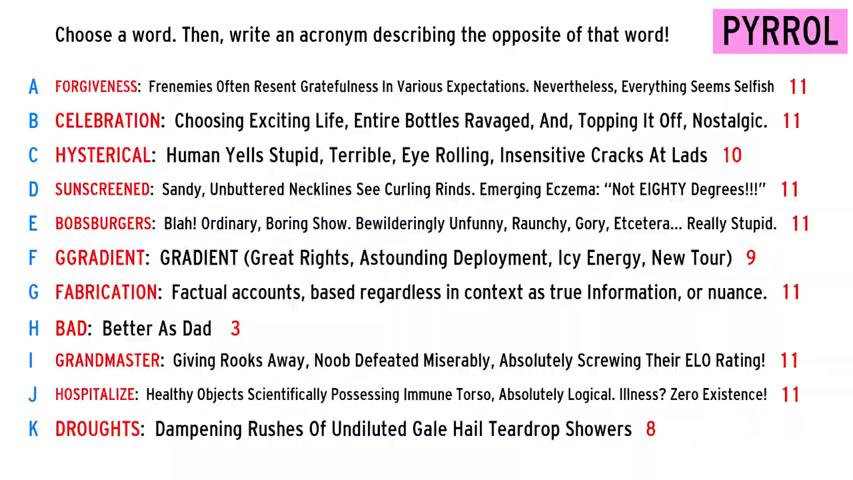 Choose a word. Then, write an acronym describing the opposite of that word!
PYRROL
A FORGIVENESS: Frenemies Often Resent Gratefulness In Various Expectations. Nevertheless, Everything Seems Selfish 11
B CELEBRATION: Choosing Exciting Life, Entire Bottles Ravaged, And, Topping It Off, Nostalgic. 11
C HYSTERICAL: Human Yells Stupid, Terrible, Eye Rolling, Insensitive Cracks At Lads 10
D SUNSCREENED: Sandy, Unbuttered Necklines See Curling Rinds. Emerging Eczema: “Not EIGHTY Degrees!!!” 11
E BOBSBURGERS: Blah! Ordinary, Boring Show. Bewilderingly Unfunny, Raunchy, Gory, Etcetera... Really Stupid. 11
F GGRADIENT: GRADIENT (Great Rights, Astounding Deployment, Icy Energy, New Tour) 9
G FABRICATION: Factual accounts, based regardless in context as true Information, or nuance. 11
H BAD: Better As Dad 3
I GRANDMASTER: Giving Rooks Away, Noob Defeated Miserably, Absolutely Screwing Their ELO Rating! 11
J HOSPITALIZE: Healthy Objects Scientifically Possessing Immune Torso, Absolutely Logical. Illness? Zero Existence! 11
K DROUGHTS: Dampening Rushes Of Undiluted Gale Hail Teardrop Showers 8